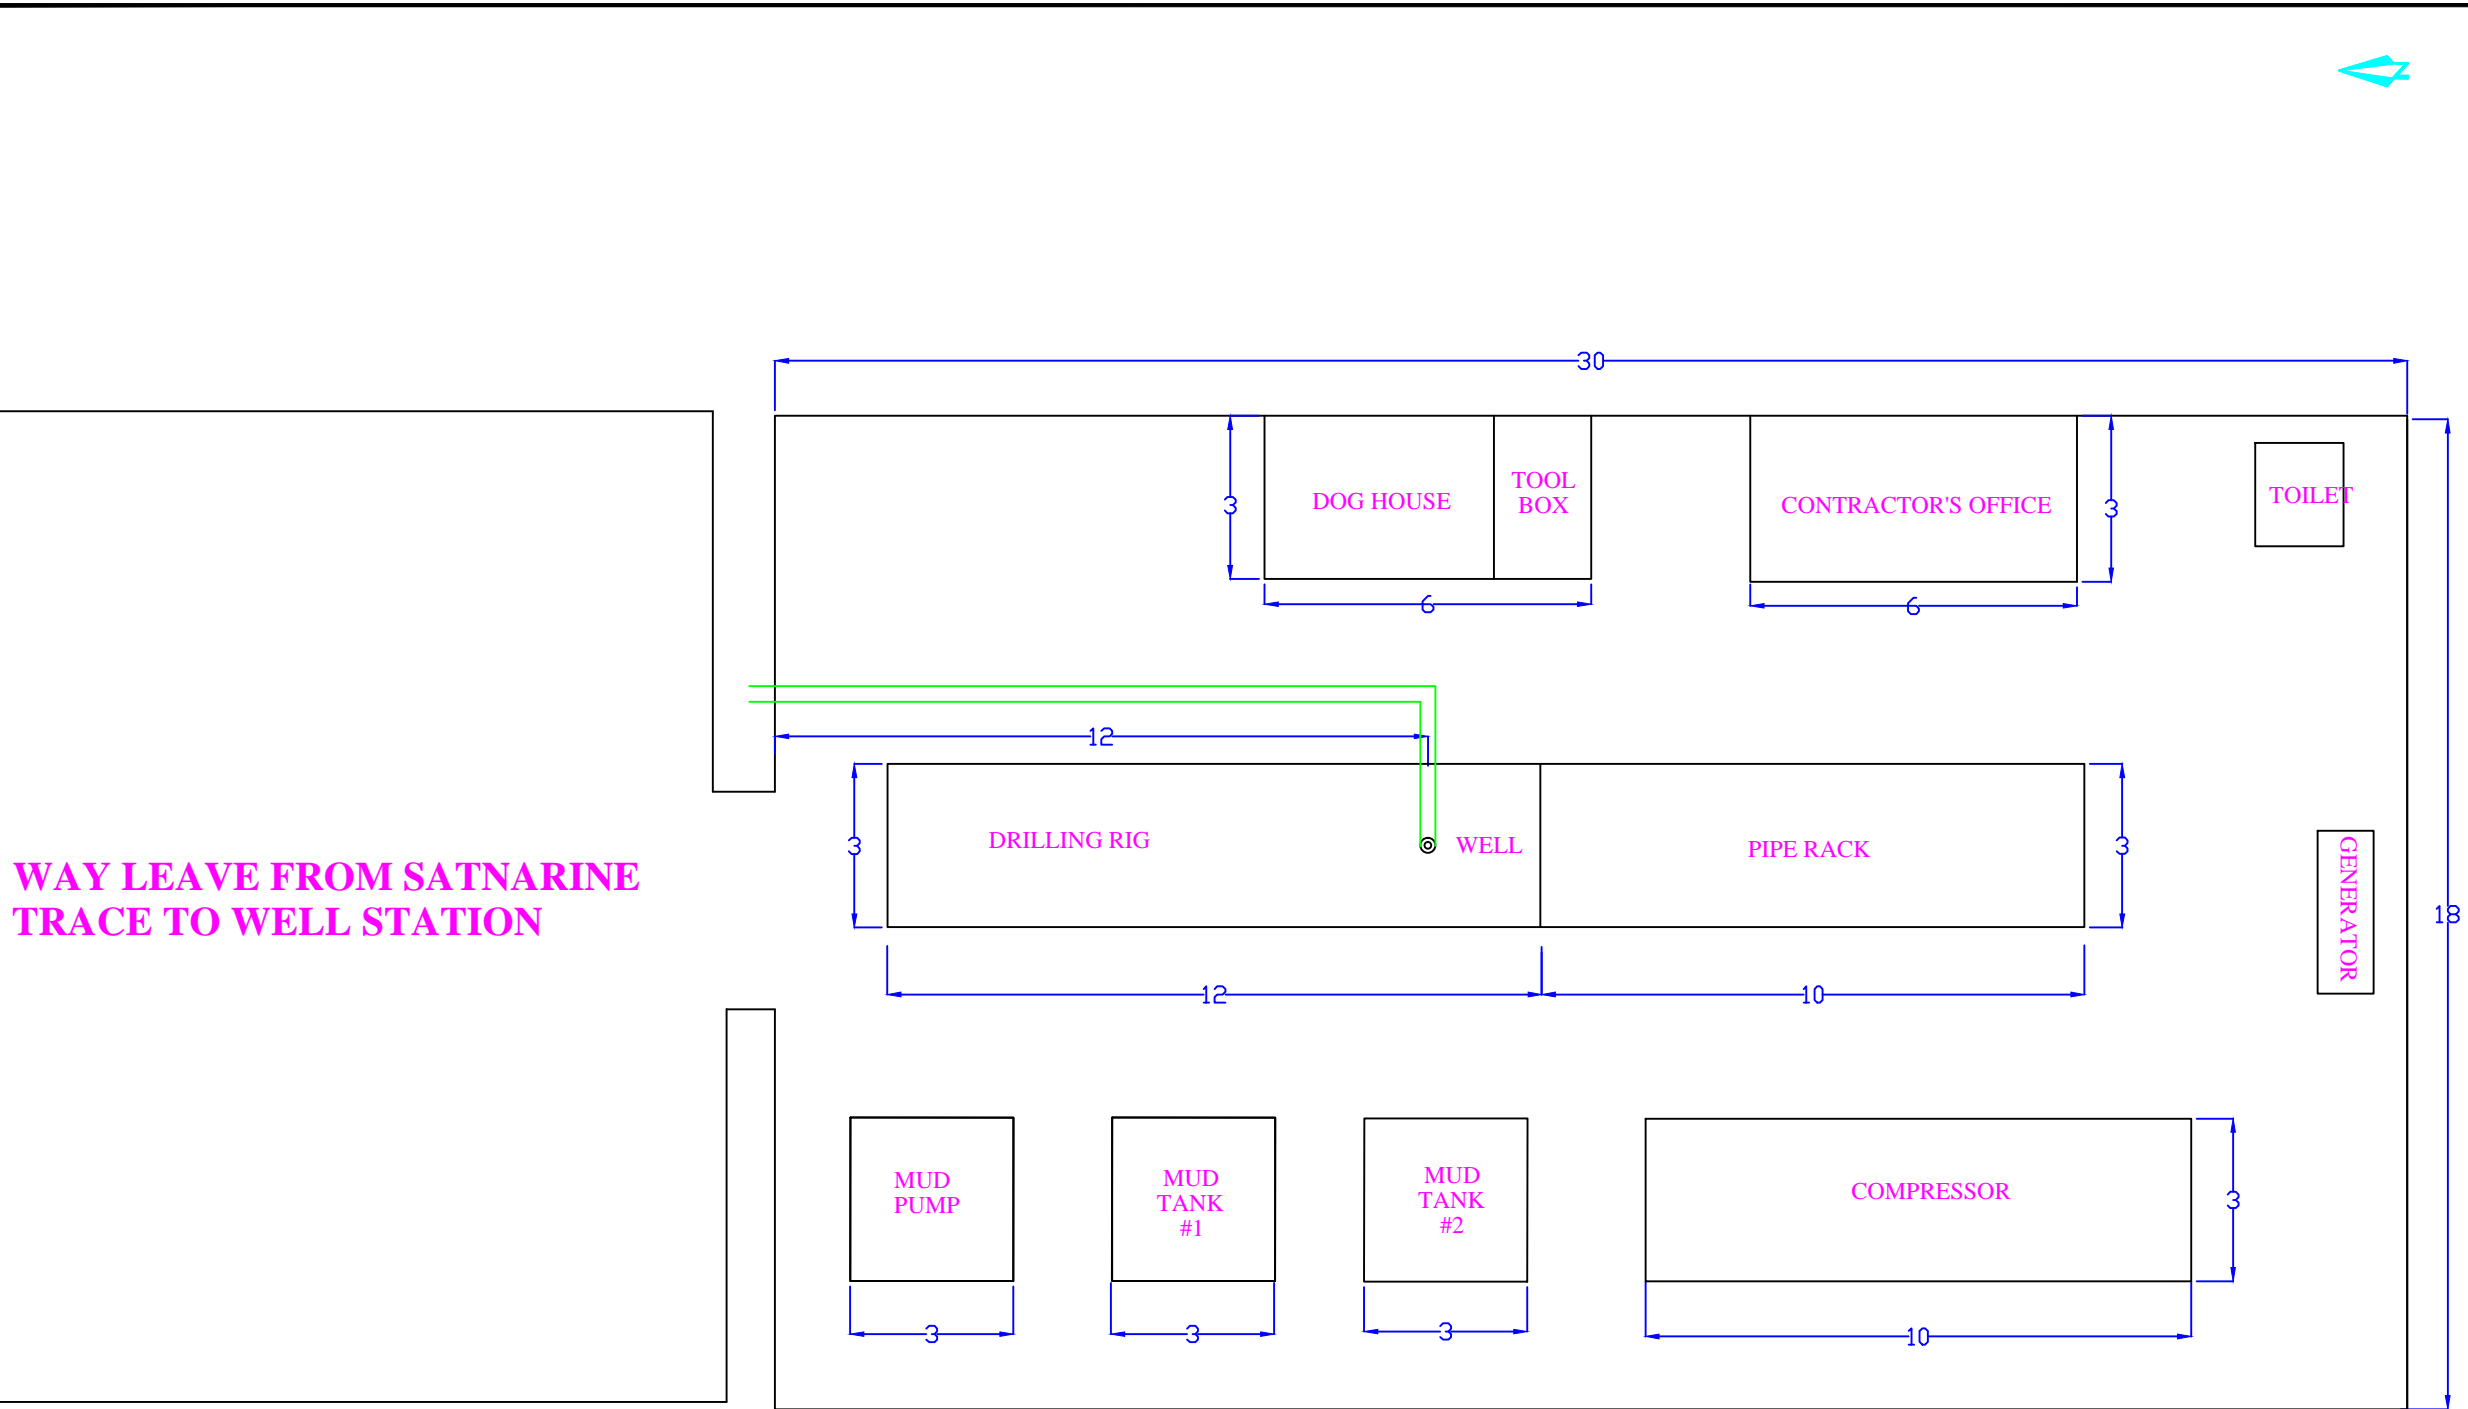 N
30
DOG HOUSE
TOOL
BOX
CONTRACTOR'S OFFICE
TOILET
3
3
6
6
12
DRILLING RIG
WELL
PIPE RACK
3
3
GENERATOR
18
WAY LEAVE FROM SATNARINE
TRACE TO WELL STATION
12
10
MUD
PUMP
MUD
TANK
#1
MUD
TANK
#2
COMPRESSOR
3
3
3
3
10